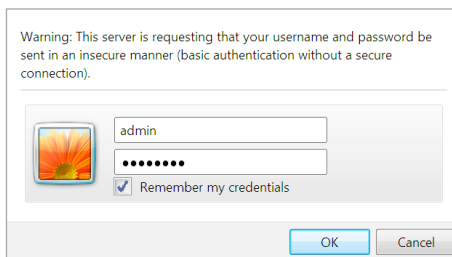 Warning: This server is requesting that your username and password be
sent in an insecure manner (basic authentication without a secure
connection).
admin
●●●●●●●●
Remember my credentials
OK
Cancel